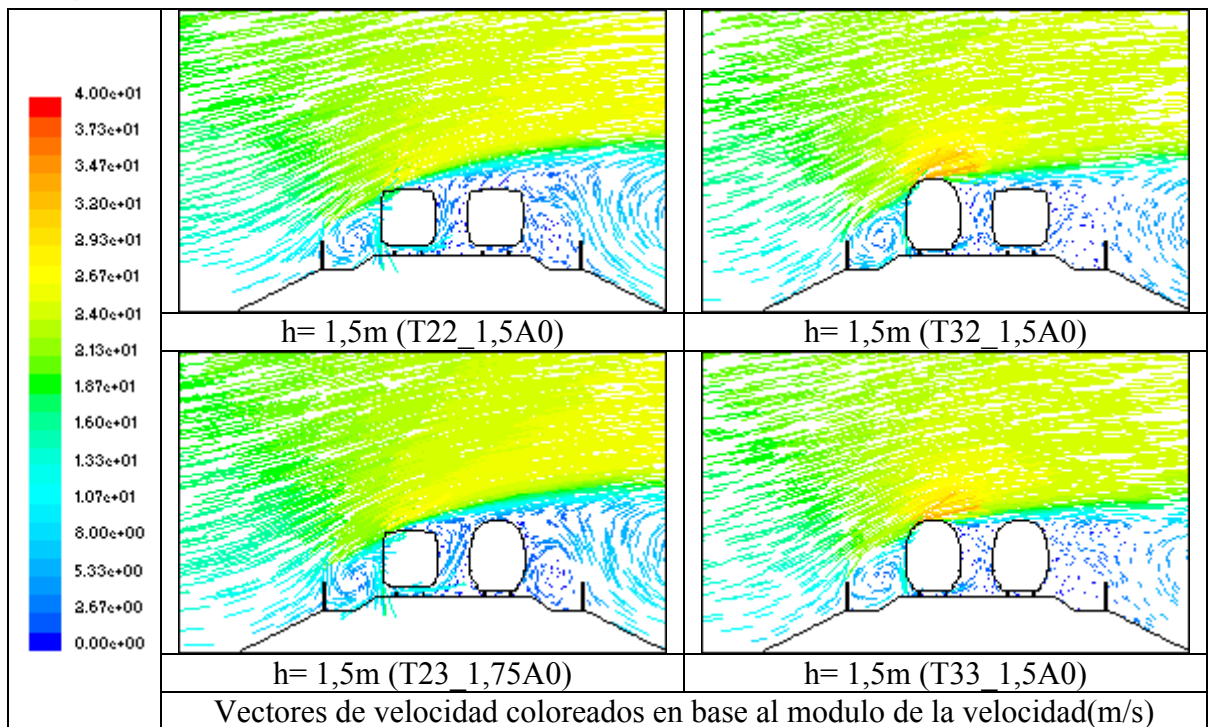 4.00e+01
3.73e+01
3.47e+01
3.20e+01
2.93e+01
2.67e+01
2.40e+01
2.13e+01
1.87e+01
1.60e+01
1.33e+01
1.07e+01
8.00e+00
5.33e+00
2.67e+00
0.00e+00
h= 1,5m (T22_1,5A0)
h= 1,5m (T32_1,5A0)
h= 1,5m (T23_1,75A0)
h= 1,5m (T33_1,5A0)
Vectores de velocidad coloreados en base al modulo de la velocidad(m/s)